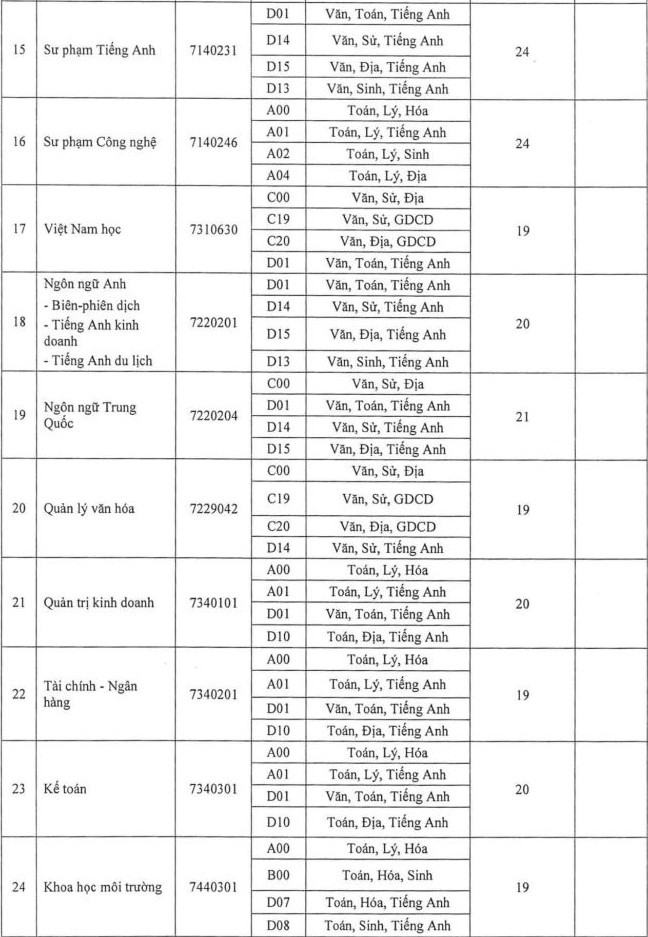 15 Sư phạm Tiếng Anh 7140231 D01 Văn, Toán, Tiếng Anh 24
D14 Văn, Sử, Tiếng Anh
D15 Văn, Địa, Tiếng Anh
D13 Văn, Sinh, Tiếng Anh
16 Sư phạm Công nghệ 7140246 A00 Toán, Lý, Hóa 24
A01 Toán, Lý, Tiếng Anh
A02 Toán, Lý, Sinh
A04 Toán, Lý, Địa
17 Việt Nam học 7310630 C00 Văn, Sử, Địa 19
C19 Văn, Sử, GDCD
C20 Văn, Địa, GDCD
D01 Văn, Toán, Tiếng Anh
18 Ngôn ngữ Anh 7220201 D01 Văn, Toán, Tiếng Anh 20
- Biên-phiên dịch D14 Văn, Sử, Tiếng Anh
- Tiếng Anh kinh D15 Văn, Địa, Tiếng Anh
doanh
- Tiếng Anh du lịch D13 Văn, Sinh, Tiếng Anh
19 Ngôn ngữ Trung 7220204 C00 Văn, Sử, Địa 21
Quốc D01 Văn, Toán, Tiếng Anh
D14 Văn, Sử, Tiếng Anh
D15 Văn, Địa, Tiếng Anh
20 Quản lý văn hóa 7229042 C00 Văn, Sử, Địa 19
C19 Văn, Sử, GDCD
C20 Văn, Địa, GDCD
D14 Văn, Sử, Tiếng Anh
21 Quản trị kinh doanh 7340101 A00 Toán, Lý, Hóa 20
A01 Toán, Lý, Tiếng Anh
D01 Văn, Toán, Tiếng Anh
D10 Toán, Địa, Tiếng Anh
22 Tài chính - Ngân 7340201 A00 Toán, Lý, Hóa 19
hàng A01 Toán, Lý, Tiếng Anh
D01 Văn, Toán, Tiếng Anh
D10 Toán, Địa, Tiếng Anh
23 Kế toán 7340301 A00 Toán, Lý, Hóa 20
A01 Toán, Lý, Tiếng Anh
D01 Văn, Toán, Tiếng Anh
D10 Toán, Địa, Tiếng Anh
24 Khoa học môi trường 7440301 A00 Toán, Lý, Hóa 19
B00 Toán, Hóa, Sinh
D07 Toán, Hóa, Tiếng Anh
D08 Toán, Sinh, Tiếng Anh